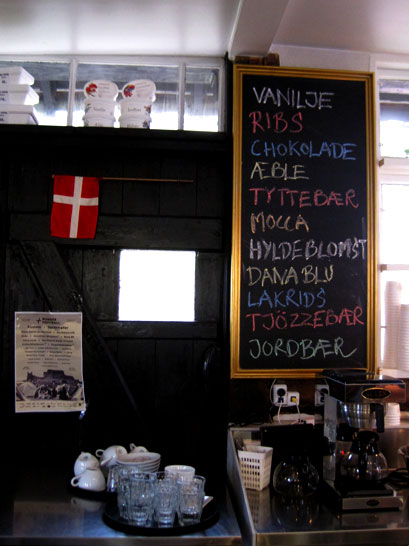 VANILJE
RIBS
CHOKOLADE
ÆBLE
TYTTEBÆR
MOCCA
HYLDEBLOMST
DANABLU
LAKRIDS
TJÖZZEBÆR
JORDBÆR